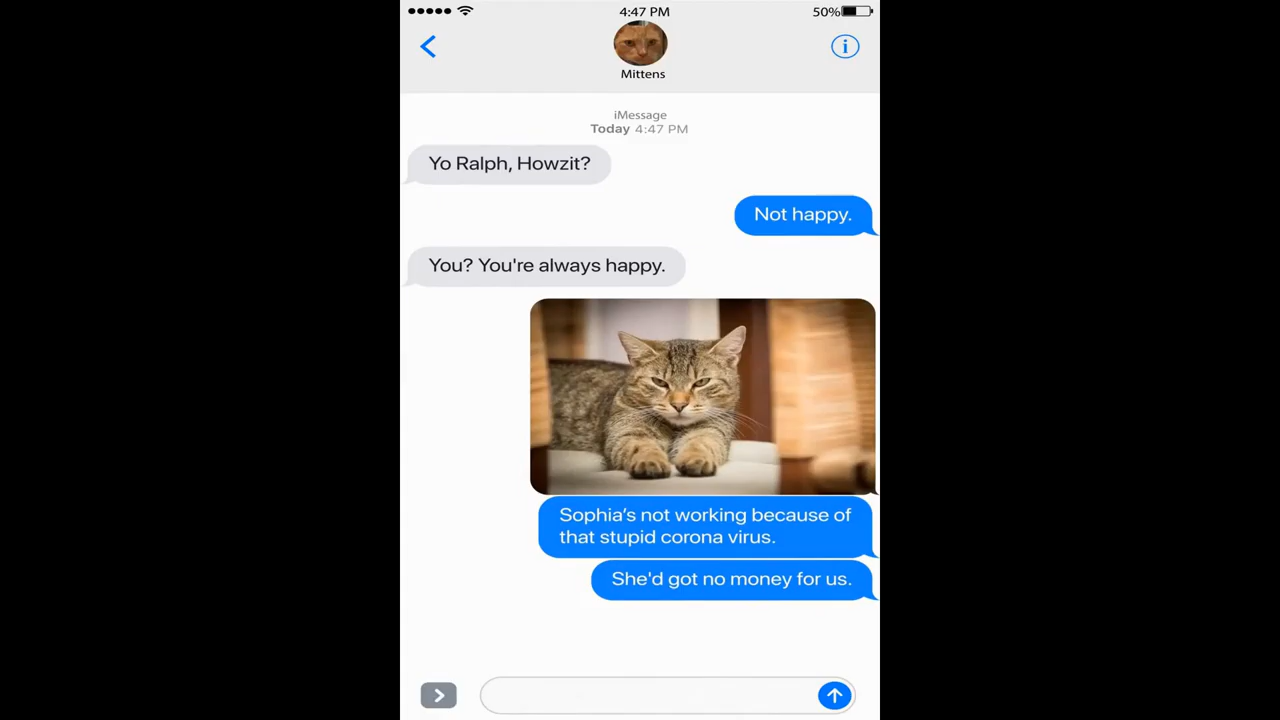 4:47 PM
50%
Mittens
iMessage
Today 4:47 PM
Yo Ralph, Howzit?
Not happy.
You? You're always happy.
Sophia's not working because of
that stupid corona virus.
She'd got no money for us.